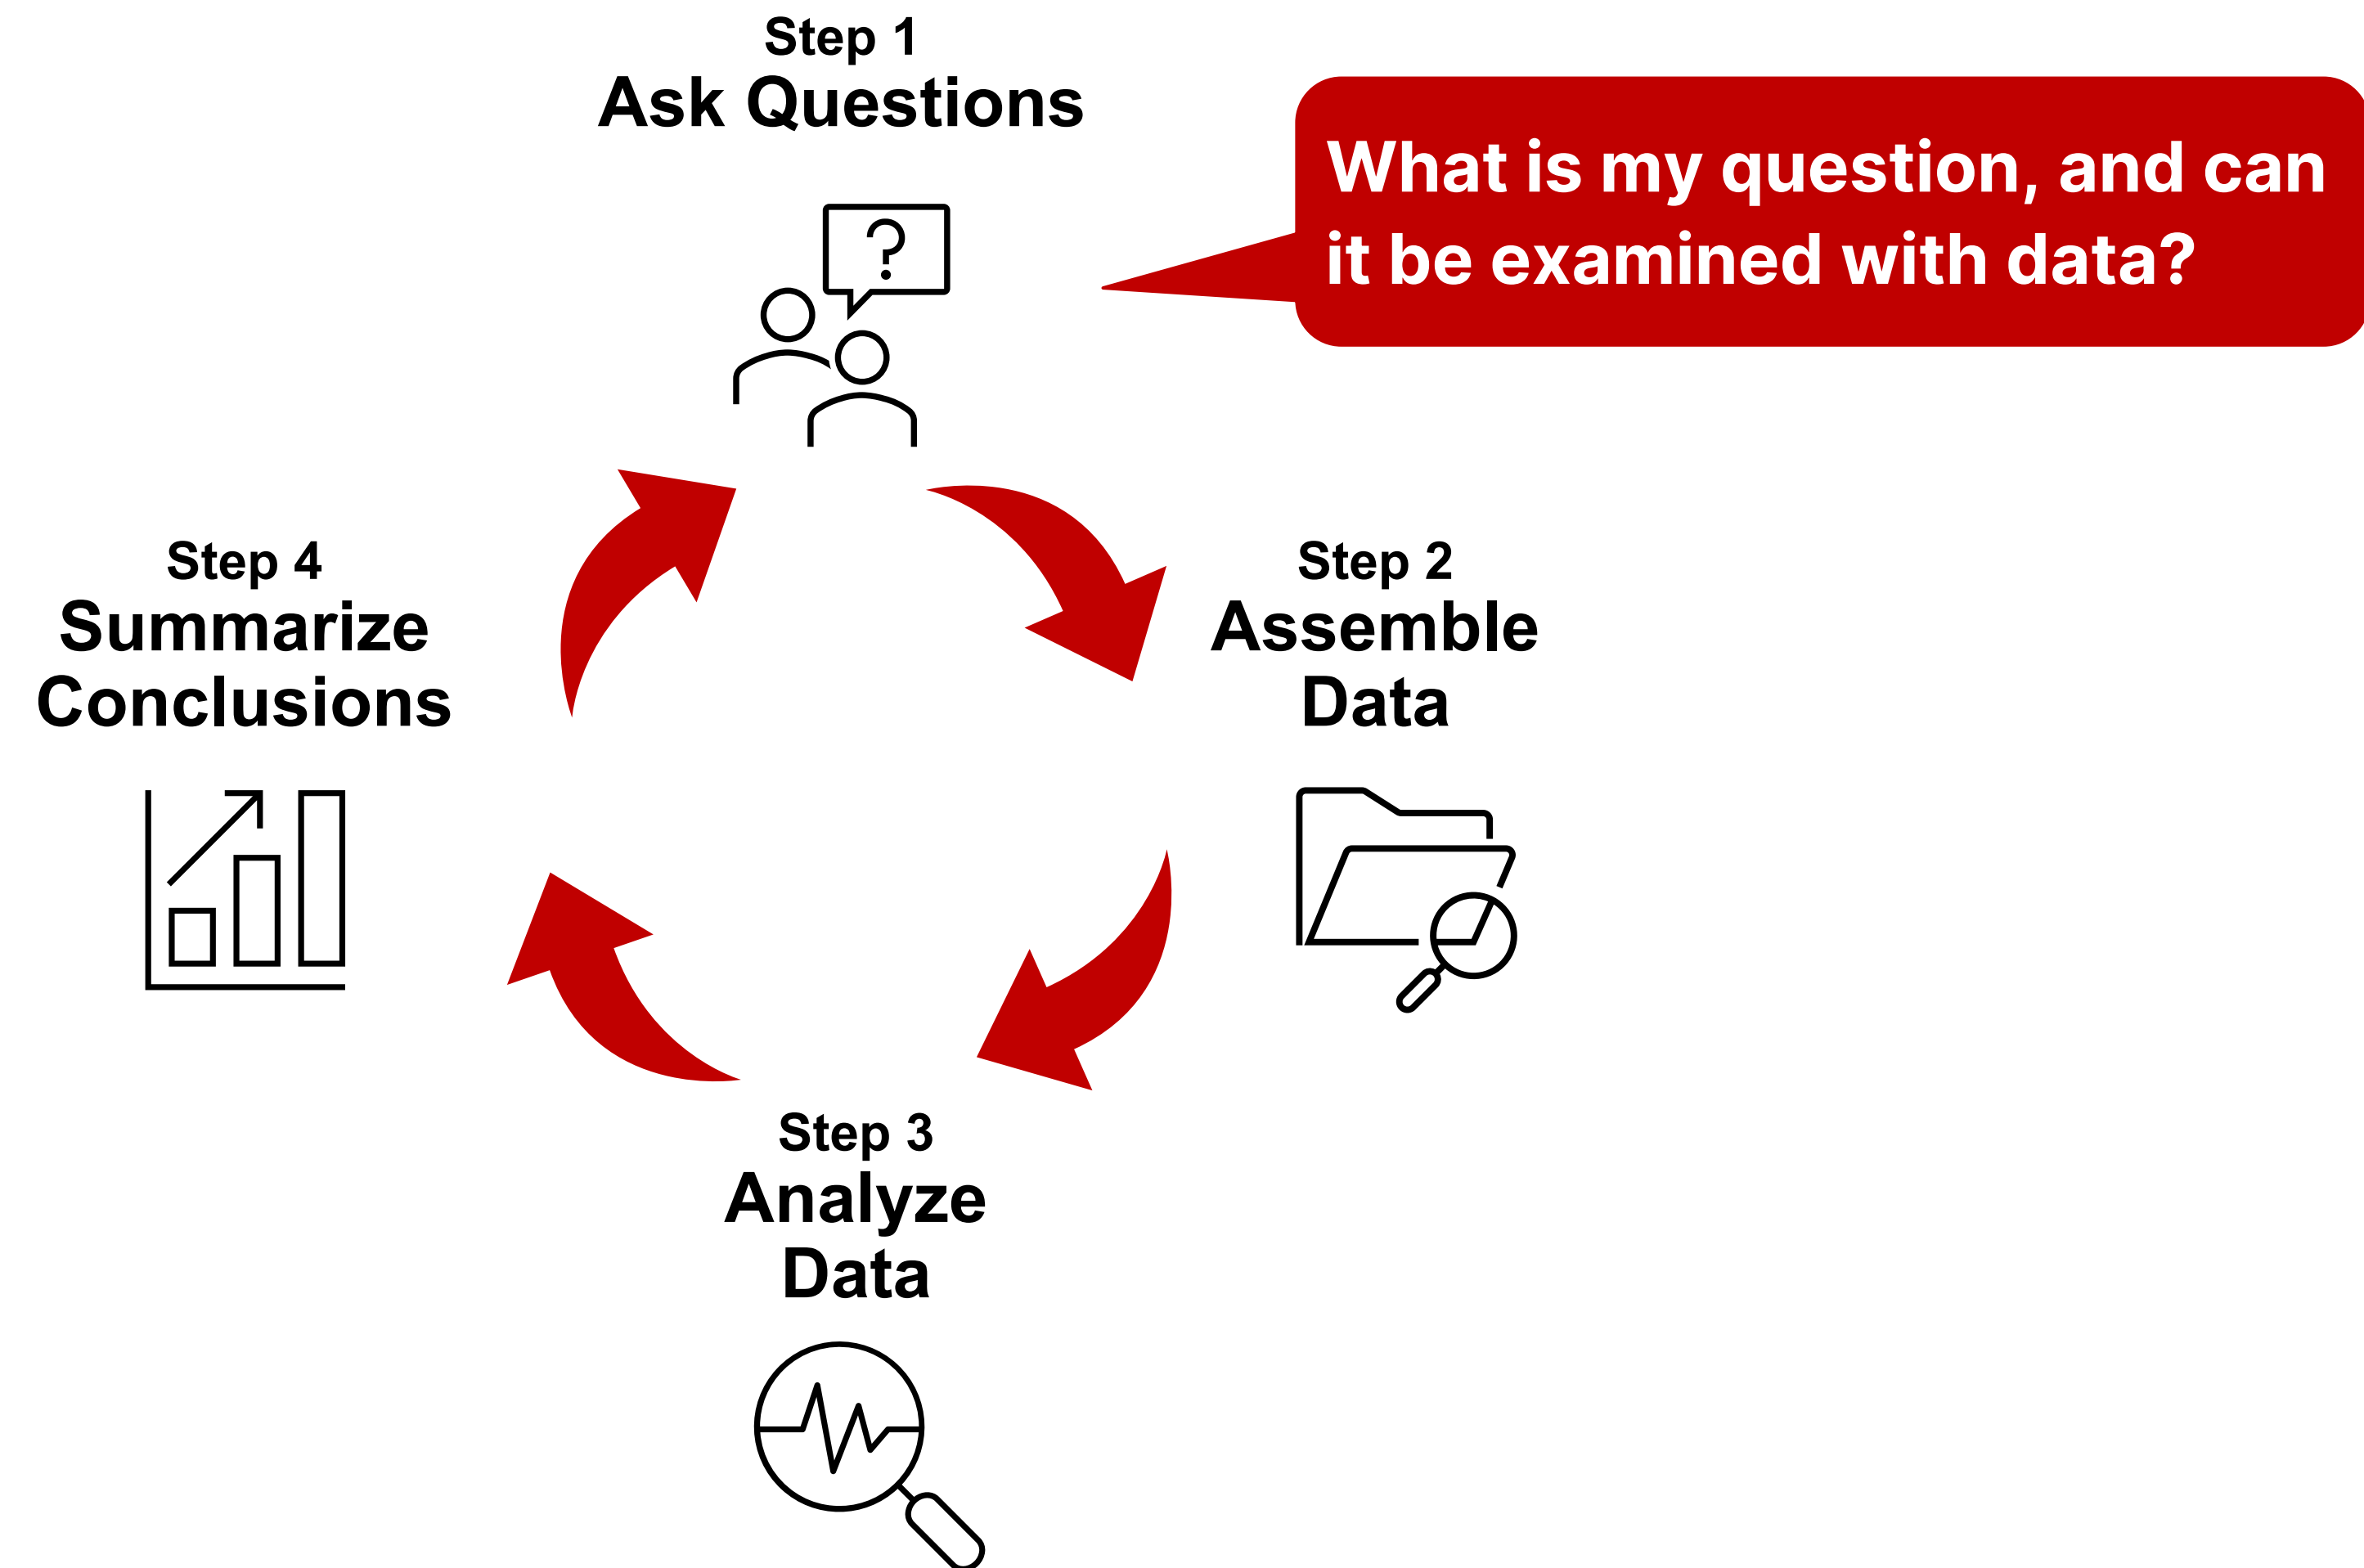 Step 1
Ask Questions
What is my question, and can
it be examined with data?
Step 2
Assemble
Data
Step 3
Analyze
Data
Step 4
Summarize
Conclusions